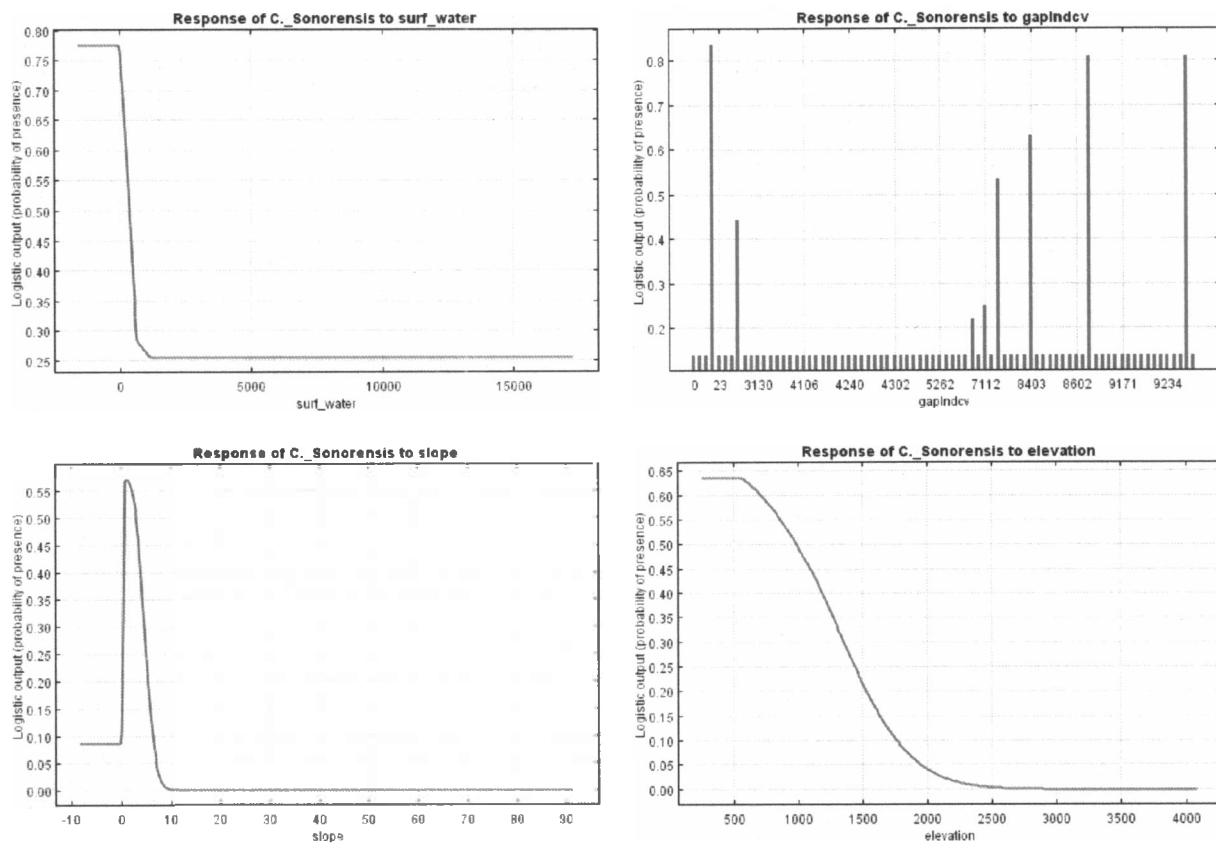 Response of C._Sonorensis to surf_water
Logistic output (probability of presence)
0.80
0.75
0.70
0.65
0.60
0.55
0.50
0.45
0.40
0.35
0.30
0.25
0 5000 10000 15000
surf_water
Response of C._Sonorensis to gaplndcv
Logistic output (probability of presence)
0.8
0.7
0.6
0.5
0.4
0.3
0.2
0 23 3130 4106 4240 4302 5262 7112 8403 8602 9171 9234
gaplndcv
Response of C._Sonorensis to slope
Logistic output (probability of presence)
0.55
0.50
0.45
0.40
0.35
0.30
0.25
0.20
0.15
0.10
0.05
0.00
-10 0 10 20 30 40 50 60 70 80 90
slope
Response of C._Sonorensis to elevation
Logistic output (probability of presence)
0.65
0.60
0.55
0.50
0.45
0.40
0.35
0.30
0.25
0.20
0.15
0.10
0.05
0.00
500 1000 1500 2000 2500 3000 3500 4000
elevation